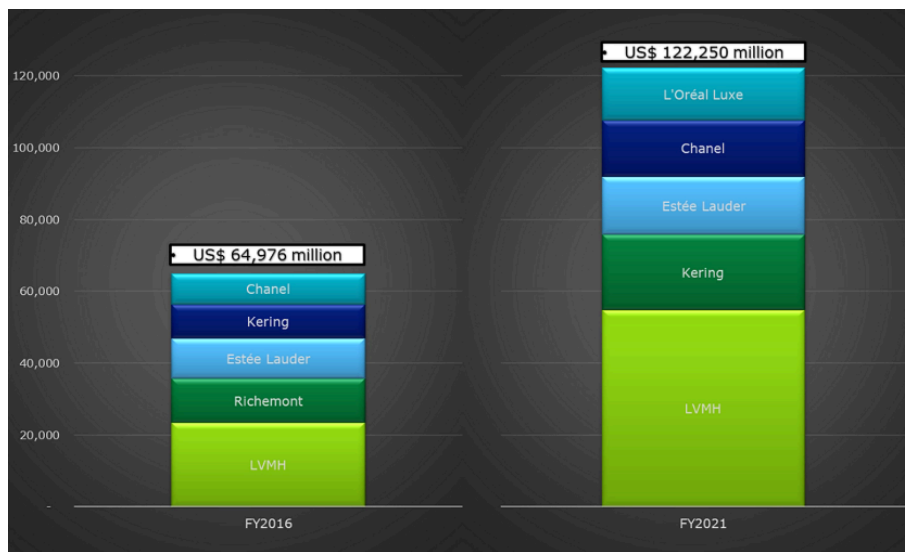 120,000
100,000
80,000
60,000
40,000
20,000
-
US$ 64,976 million
Chanel
Kering
Estée Lauder
Richemont
LVMH
FY2016
US$ 122,250 million
L'Oréal Luxe
Chanel
Estée Lauder
Kering
LVMH
FY2021